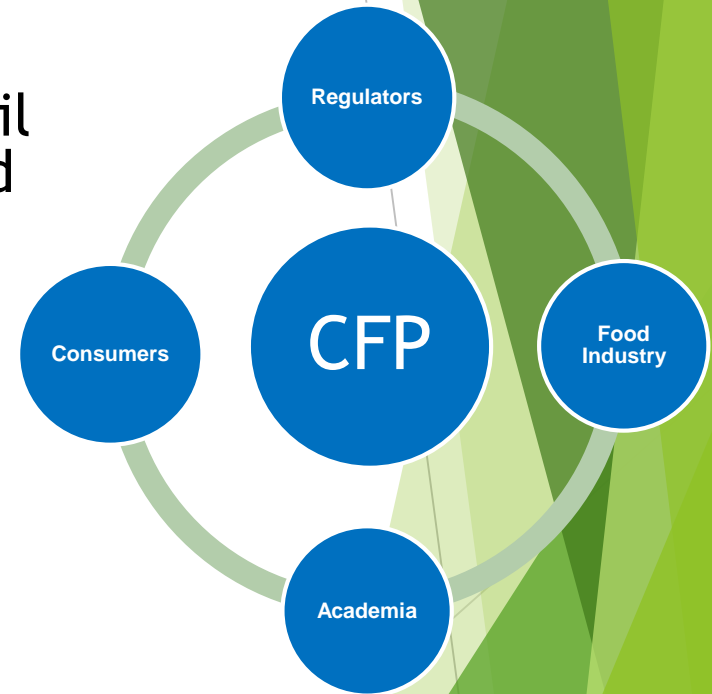 Regulators
Consumers
CFP
Food
Industry
Academia